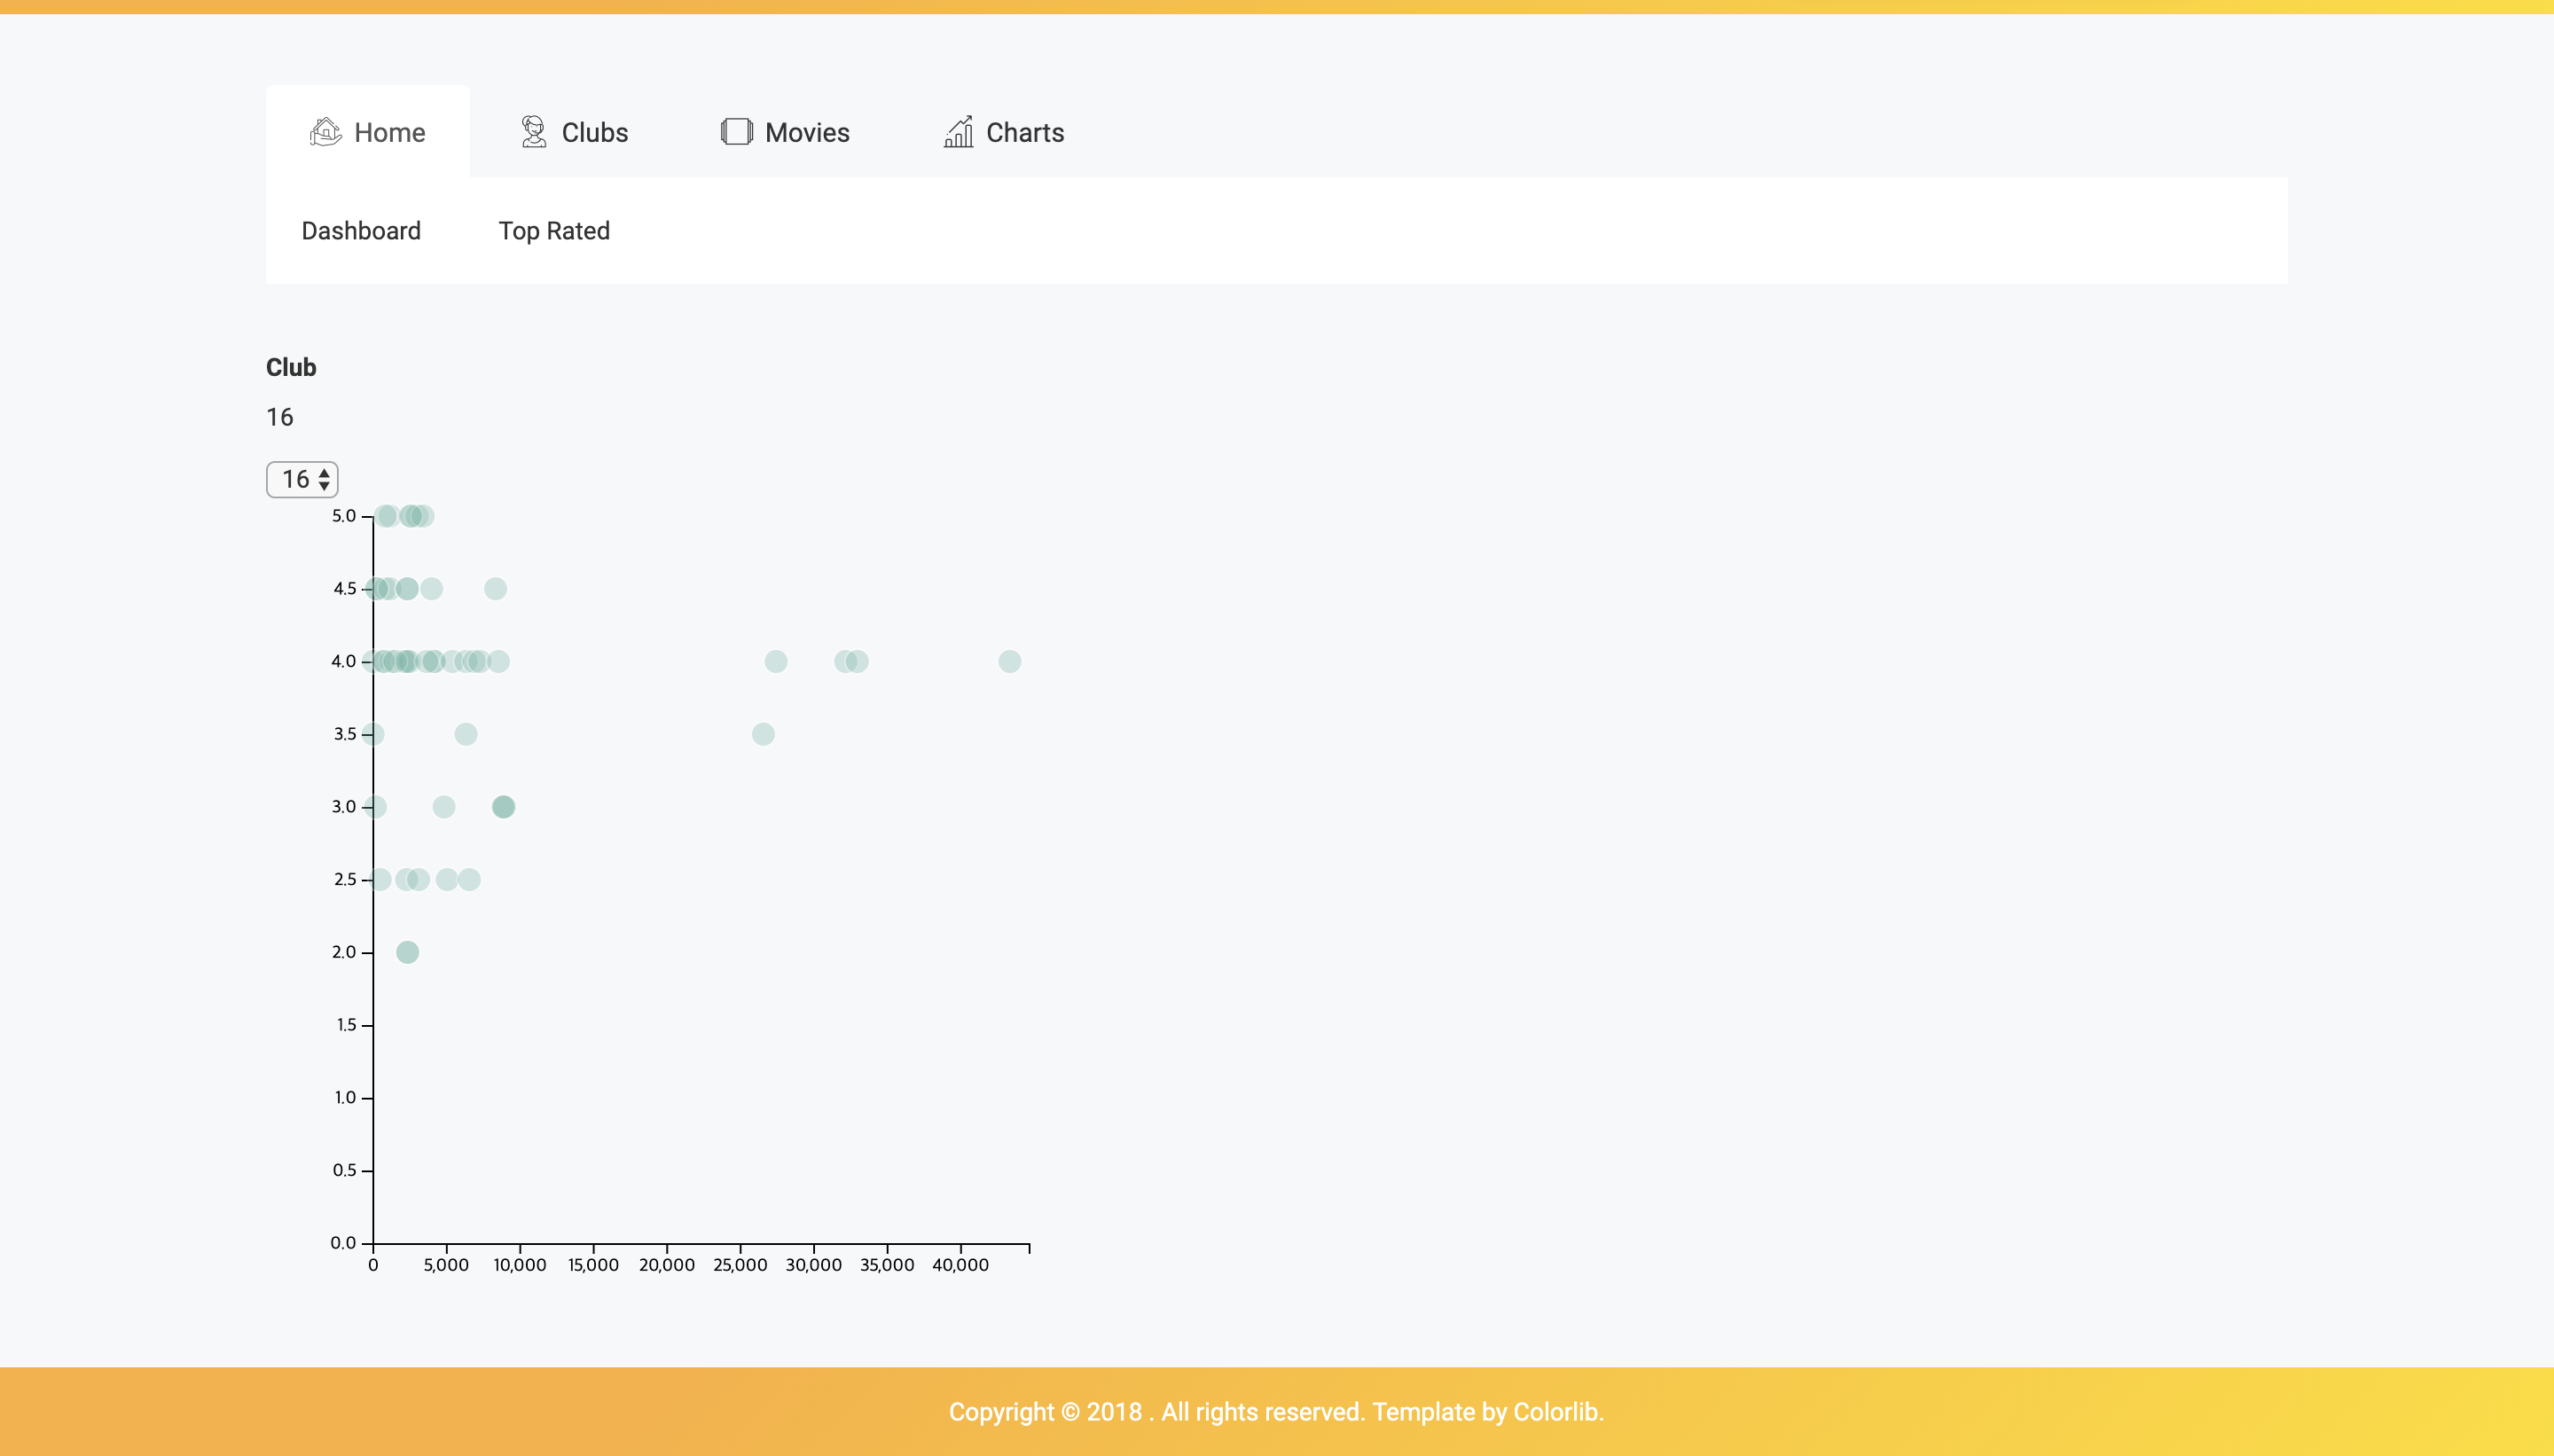 Home Clubs Movies Charts
Dashboard Top Rated
Club
16
16
5.0
4.5
4.0
3.5
3.0
2.5
2.0
1.5
1.0
0.5
0.0
0 5,000 10,000 15,000 20,000 25,000 30,000 35,000 40,000
Copyright © 2018 . All rights reserved. Template by Colorlib.